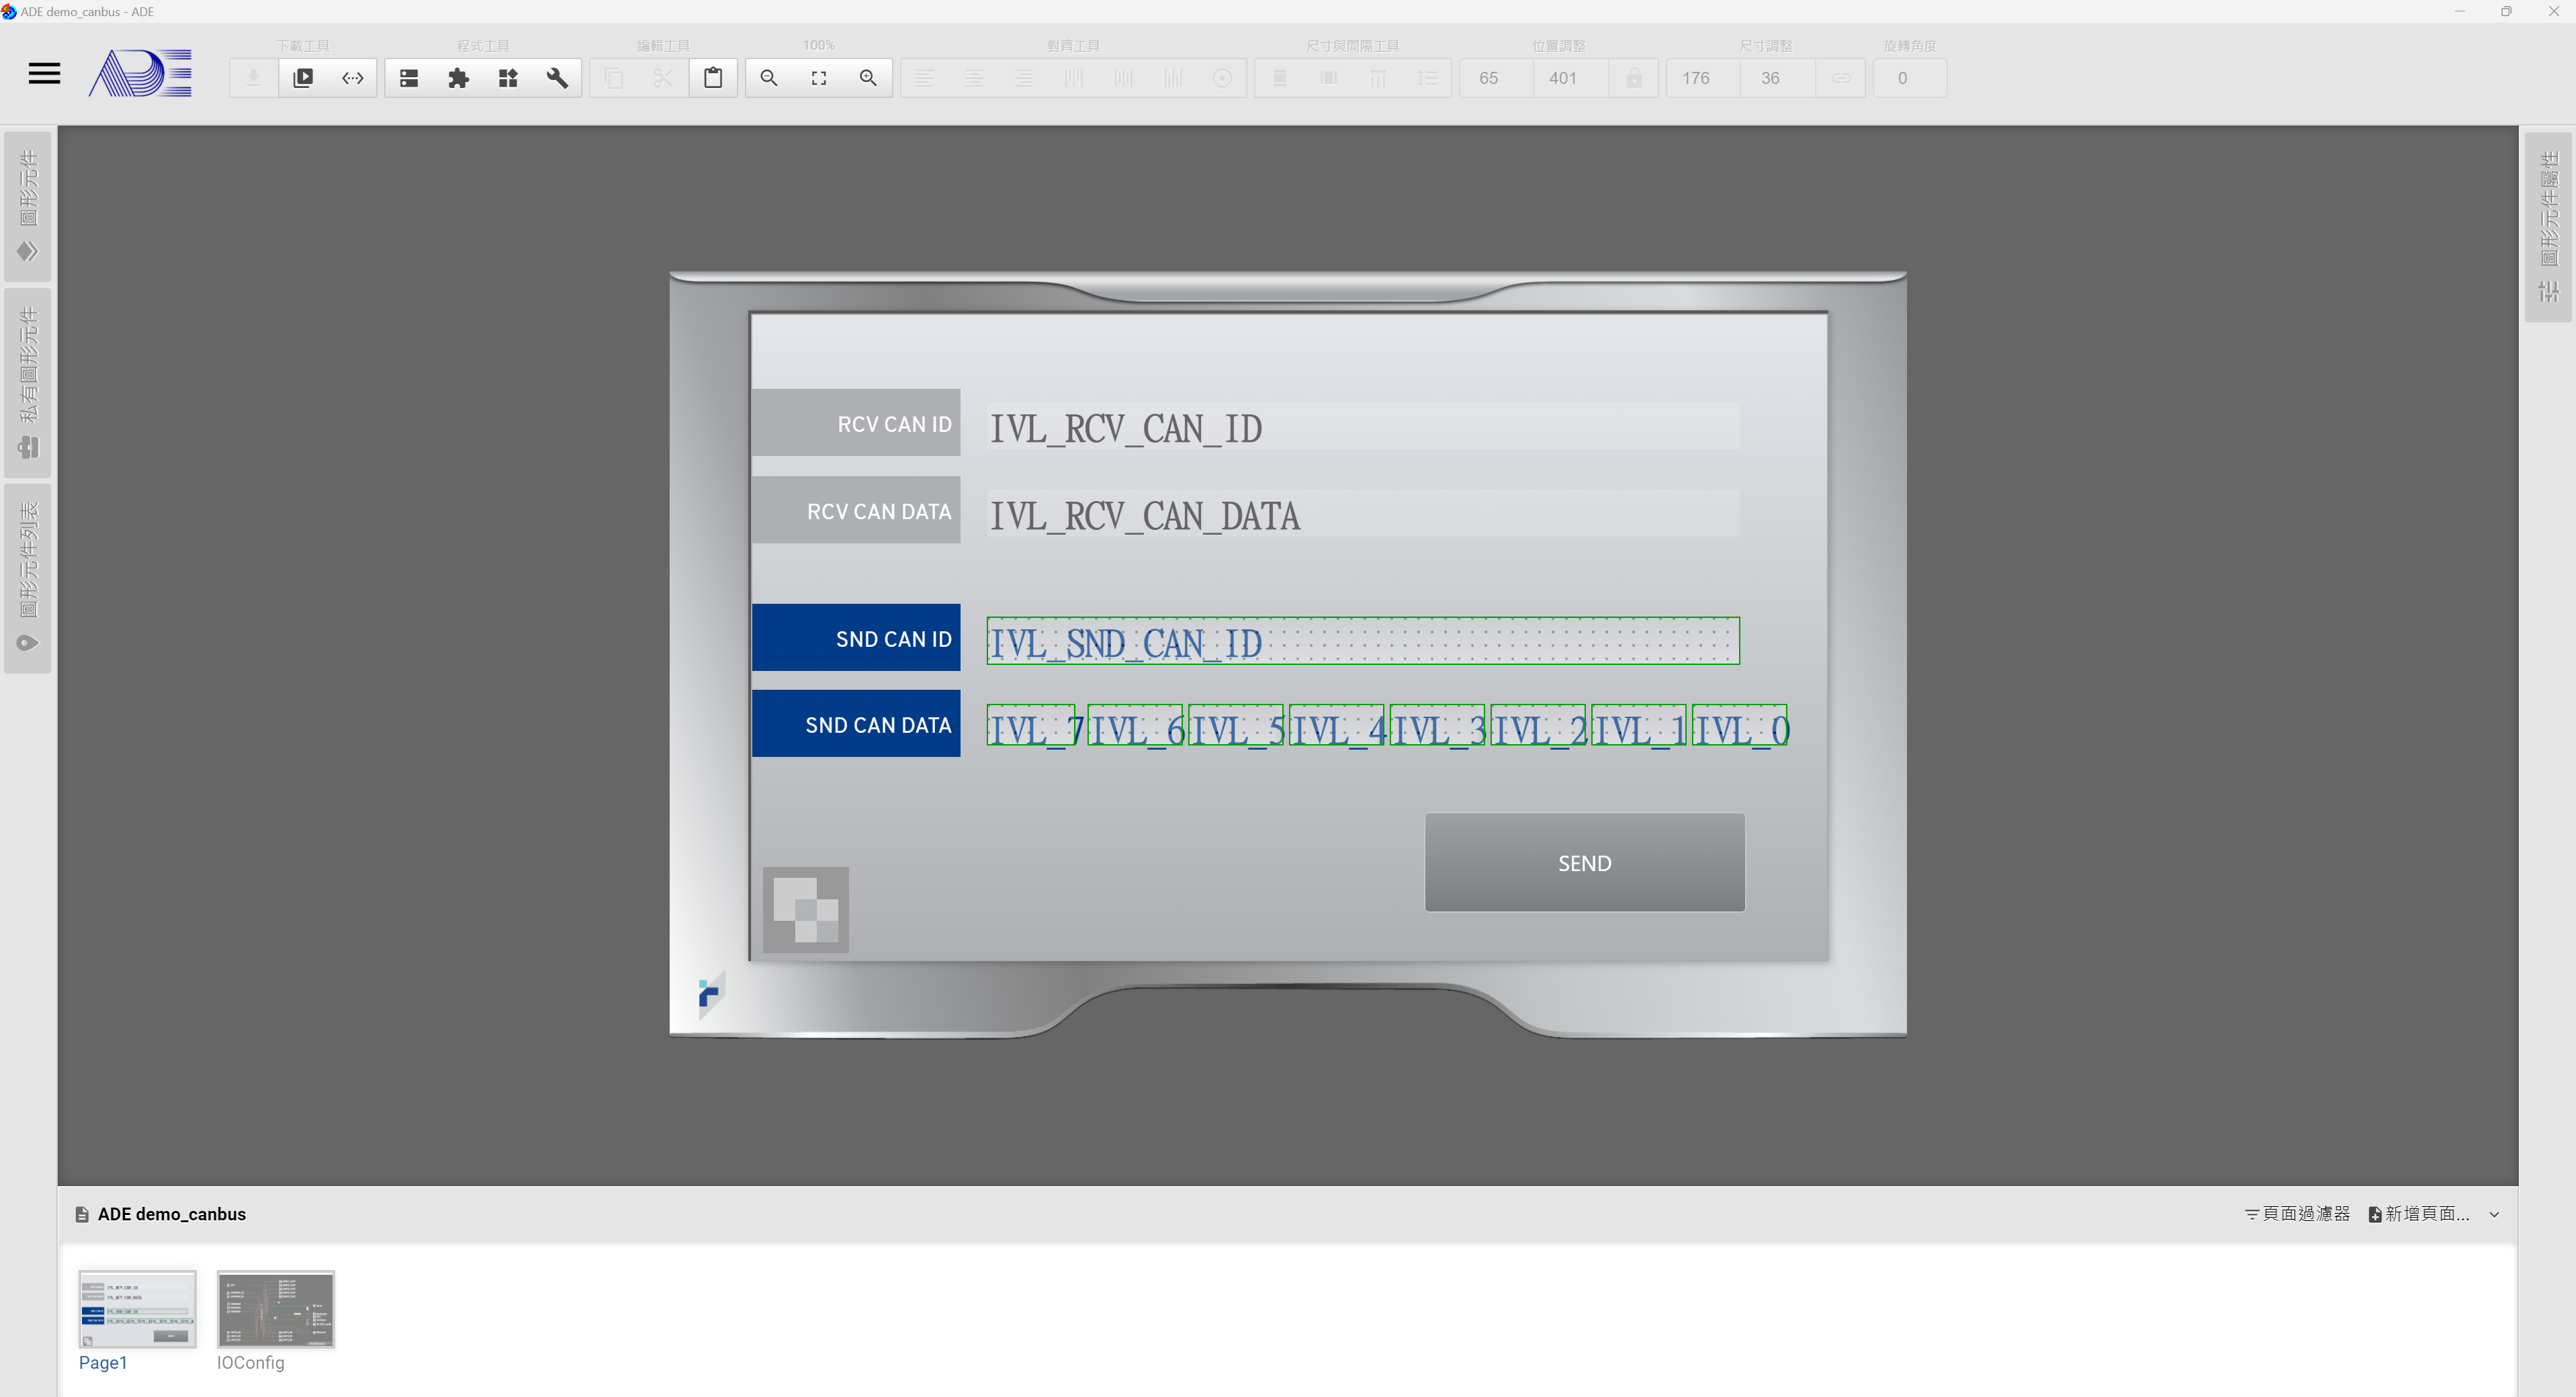 ADE demo_canbus - ADE
下載工具 程式工具 編輯工具 100% 對齊工具 尺寸與間隔工具 位置調整 尺寸調整 旋轉角度
ADE
65 401 176 36 0
圖形元件
私有圖形元件
圖形元件列表
圖形元件屬性
RCV CAN ID IVL_RCV_CAN_ID
RCV CAN DATA IVL_RCV_CAN_DATA
SND CAN ID IVL_SND_CAN_ID
SND CAN DATA IVL_7 IVL_6 IVL_5 IVL_4 IVL_3 IVL_2 IVL_1 IVL_0
SEND
ADE demo_canbus 頁面過濾器 新增頁面...
Page1 IOConfig